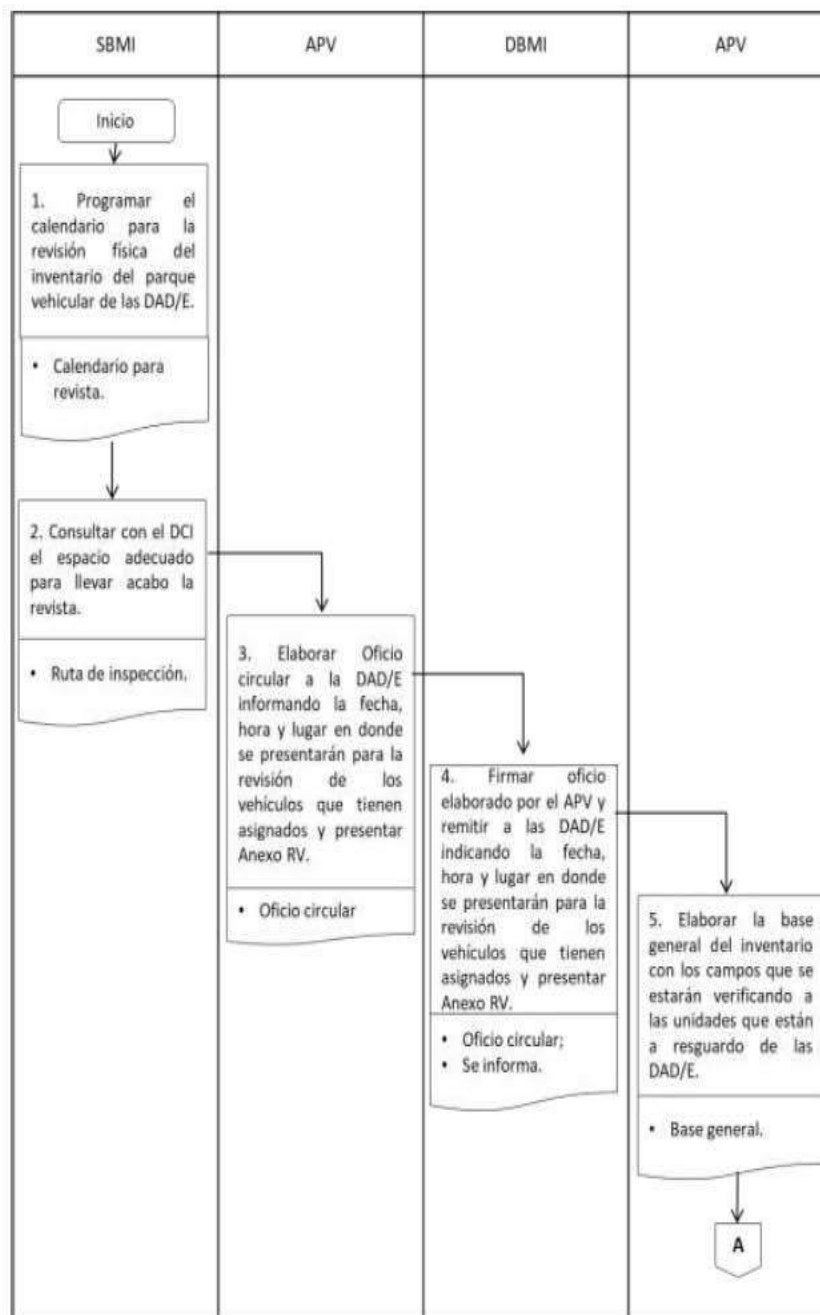 SBMI
APV
DBMI
APV
Inicio
1. Programar el
calendario para la
revisión física del
inventario del parque
vehicular de las DAD/E.
• Calendario para
revista.
2. Consultar con el DCI
el espacio adecuado
para llevar acabo la
revista.
• Ruta de inspección.
3. Elaborar Oficio
circular a la DAD/E
informando la fecha,
hora y lugar en donde
se presentarán para la
revisión de los
vehículos que tienen
asignados y presentar
Anexo RV.
• Oficio circular
4. Firmar oficio
elaborado por el APV y
remitir a las DAD/E
indicando la fecha,
hora y lugar en donde
se presentarán para la
revisión de los
vehículos que tienen
asignados y presentar
Anexo RV.
• Oficio circular;
• Se informa.
5. Elaborar la base
general del inventario
con los campos que se
estarán verificando a
las unidades que están
a resguardo de las
DAD/E.
• Base general.
A